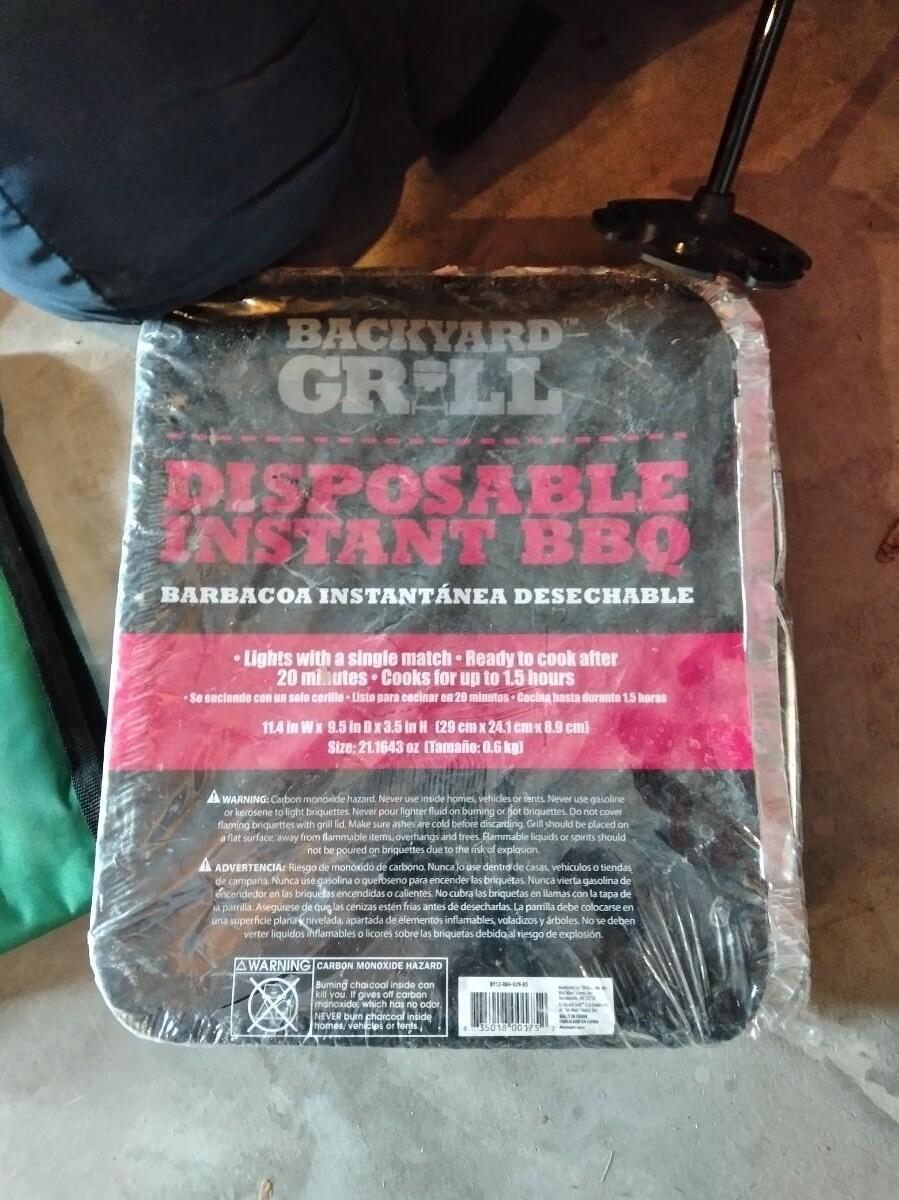 BACKYARD™
GRILL
DISPOSABLE
INSTANT BBQ
BARBACOA INSTANTÁNEA DESECHABLE
• Lights with a single match • Ready to cook after
20 minutes • Cooks for up to 1.5 hours
• Se enciende con un solo cerillo • Listo para cocinar en 20 minutos • Cocina hasta durante 1.5 horas
11.4 in W x 9.5 in D x 3.5 in H (29 cm x 24.1 cm x 8.9 cm)
Size: 21.1643 oz (Tamaño: 0.6 kg)
WARNING: Carbon monoxide hazard. Never use inside homes, vehicles or tents. Never use gasoline
or kerosene to light briquettes. Never pour lighter fluid on burning or hot briquettes. Do not cover
flaming briquettes with grill lid. Make sure ashes are cold before discarding. Grill should be placed on
a flat surface, away from flammable items, overhangs and trees. Flammable liquids or spirits should
not be poured on briquettes due to the risk of explosion.
ADVERTENCIA: Riesgo de monóxido de carbono. Nunca lo use dentro de casas, vehículos o tiendas
de campaña. Nunca use gasolina o queroseno para encender las briquetas. Nunca vierta gasolina de
encendedor en las briquetas encendidas o calientes. No cubra las briquetas en llamas con la tapa de
la parrilla. Asegúrese de que las cenizas estén frías antes de desecharlas. La parrilla debe colocarse en
una superficie plana y nivelada, apartada de elementos inflamables, voladizos y árboles. No se deben
verter líquidos inflamables o licores sobre las briquetas debido al riesgo de explosión.
WARNING
CARBON MONOXIDE HAZARD
Burning charcoal inside can
kill you. It gives off carbon
monoxide, which has no odor.
NEVER burn charcoal inside
homes, vehicles or tents.
BY12-084-029-05
35018 00175